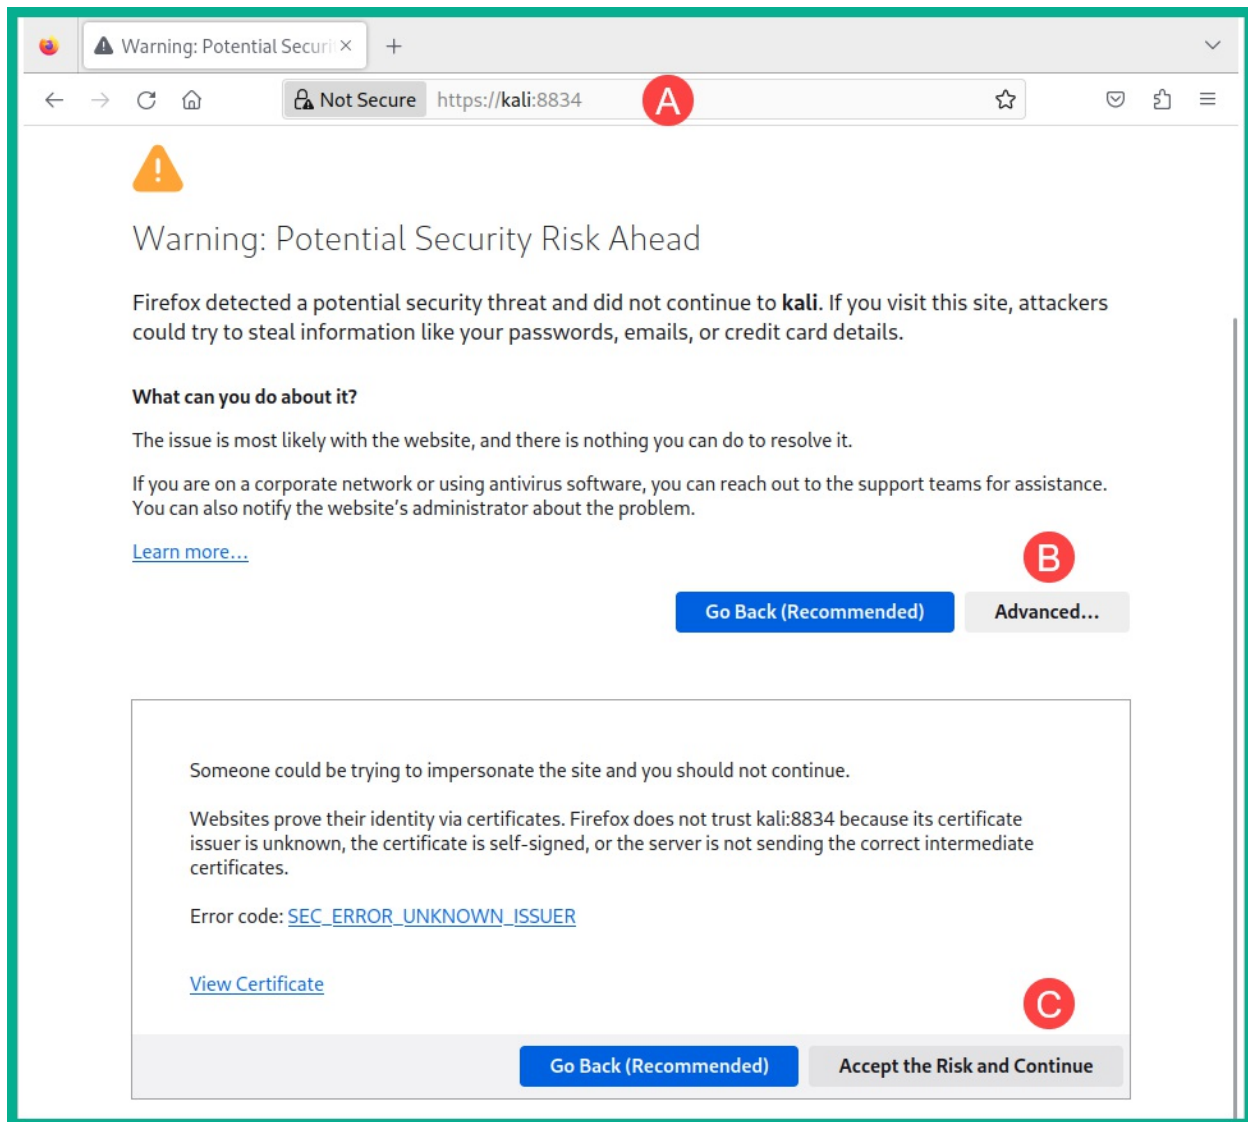 Warning: Potential Securi
Not Secure https://kali:8834 A
Warning: Potential Security Risk Ahead
Firefox detected a potential security threat and did not continue to kali. If you visit this site, attackers
could try to steal information like your passwords, emails, or credit card details.
What can you do about it?
The issue is most likely with the website, and there is nothing you can do to resolve it.
If you are on a corporate network or using antivirus software, you can reach out to the support teams for assistance.
You can also notify the website's administrator about the problem.
Learn more...
B
Go Back (Recommended) Advanced...
Someone could be trying to impersonate the site and you should not continue.
Websites prove their identity via certificates. Firefox does not trust kali:8834 because its certificate
issuer is unknown, the certificate is self-signed, or the server is not sending the correct intermediate
certificates.
Error code: SEC_ERROR_UNKNOWN_ISSUER
View Certificate
C
Go Back (Recommended) Accept the Risk and Continue